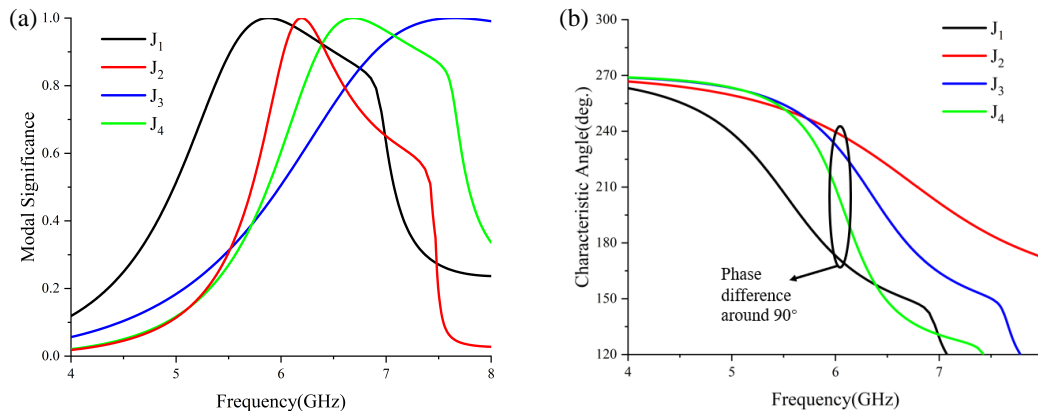 (a)
J1
J2
J3
J4
Modal Significance
1.0
0.8
0.6
0.4
0.2
0.0
4
5
6
7
8
Frequency(GHz)
(b)
J1
J2
J3
J4
Characteristic Angle(deg.)
300
270
240
210
180
150
120
Phase
difference
around 90°
4
5
6
7
Frequency(GHz)